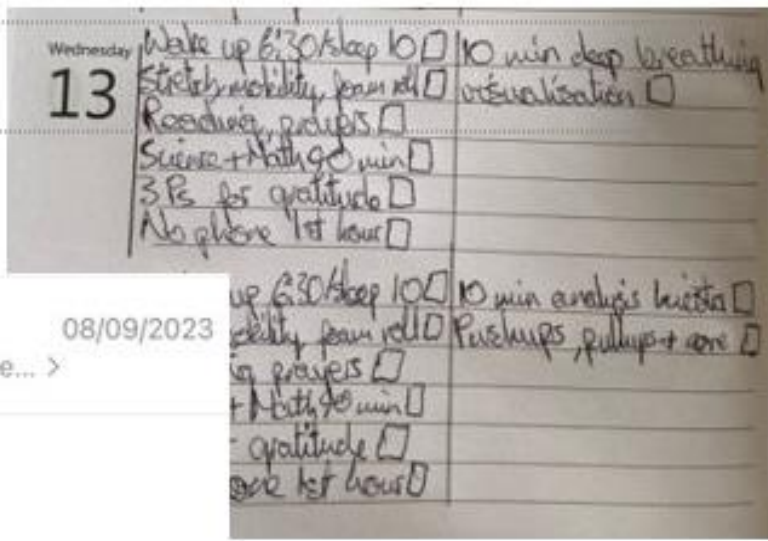 Wednesday
13
Wake up 6:30/sleep 10
Stretch, mobility, foam roll
Reading, prayers
Science + Math 90 min
3 Ps for gratitude
No phone 1st hour
10 min deep breathing
visualisation
08/09/2023
e... >
up 6:30/sleep 10
mobility foam roll
prayers
+ Math 90 min
gratitude
1st hour
10 min analysis
Pushups, pullups + core